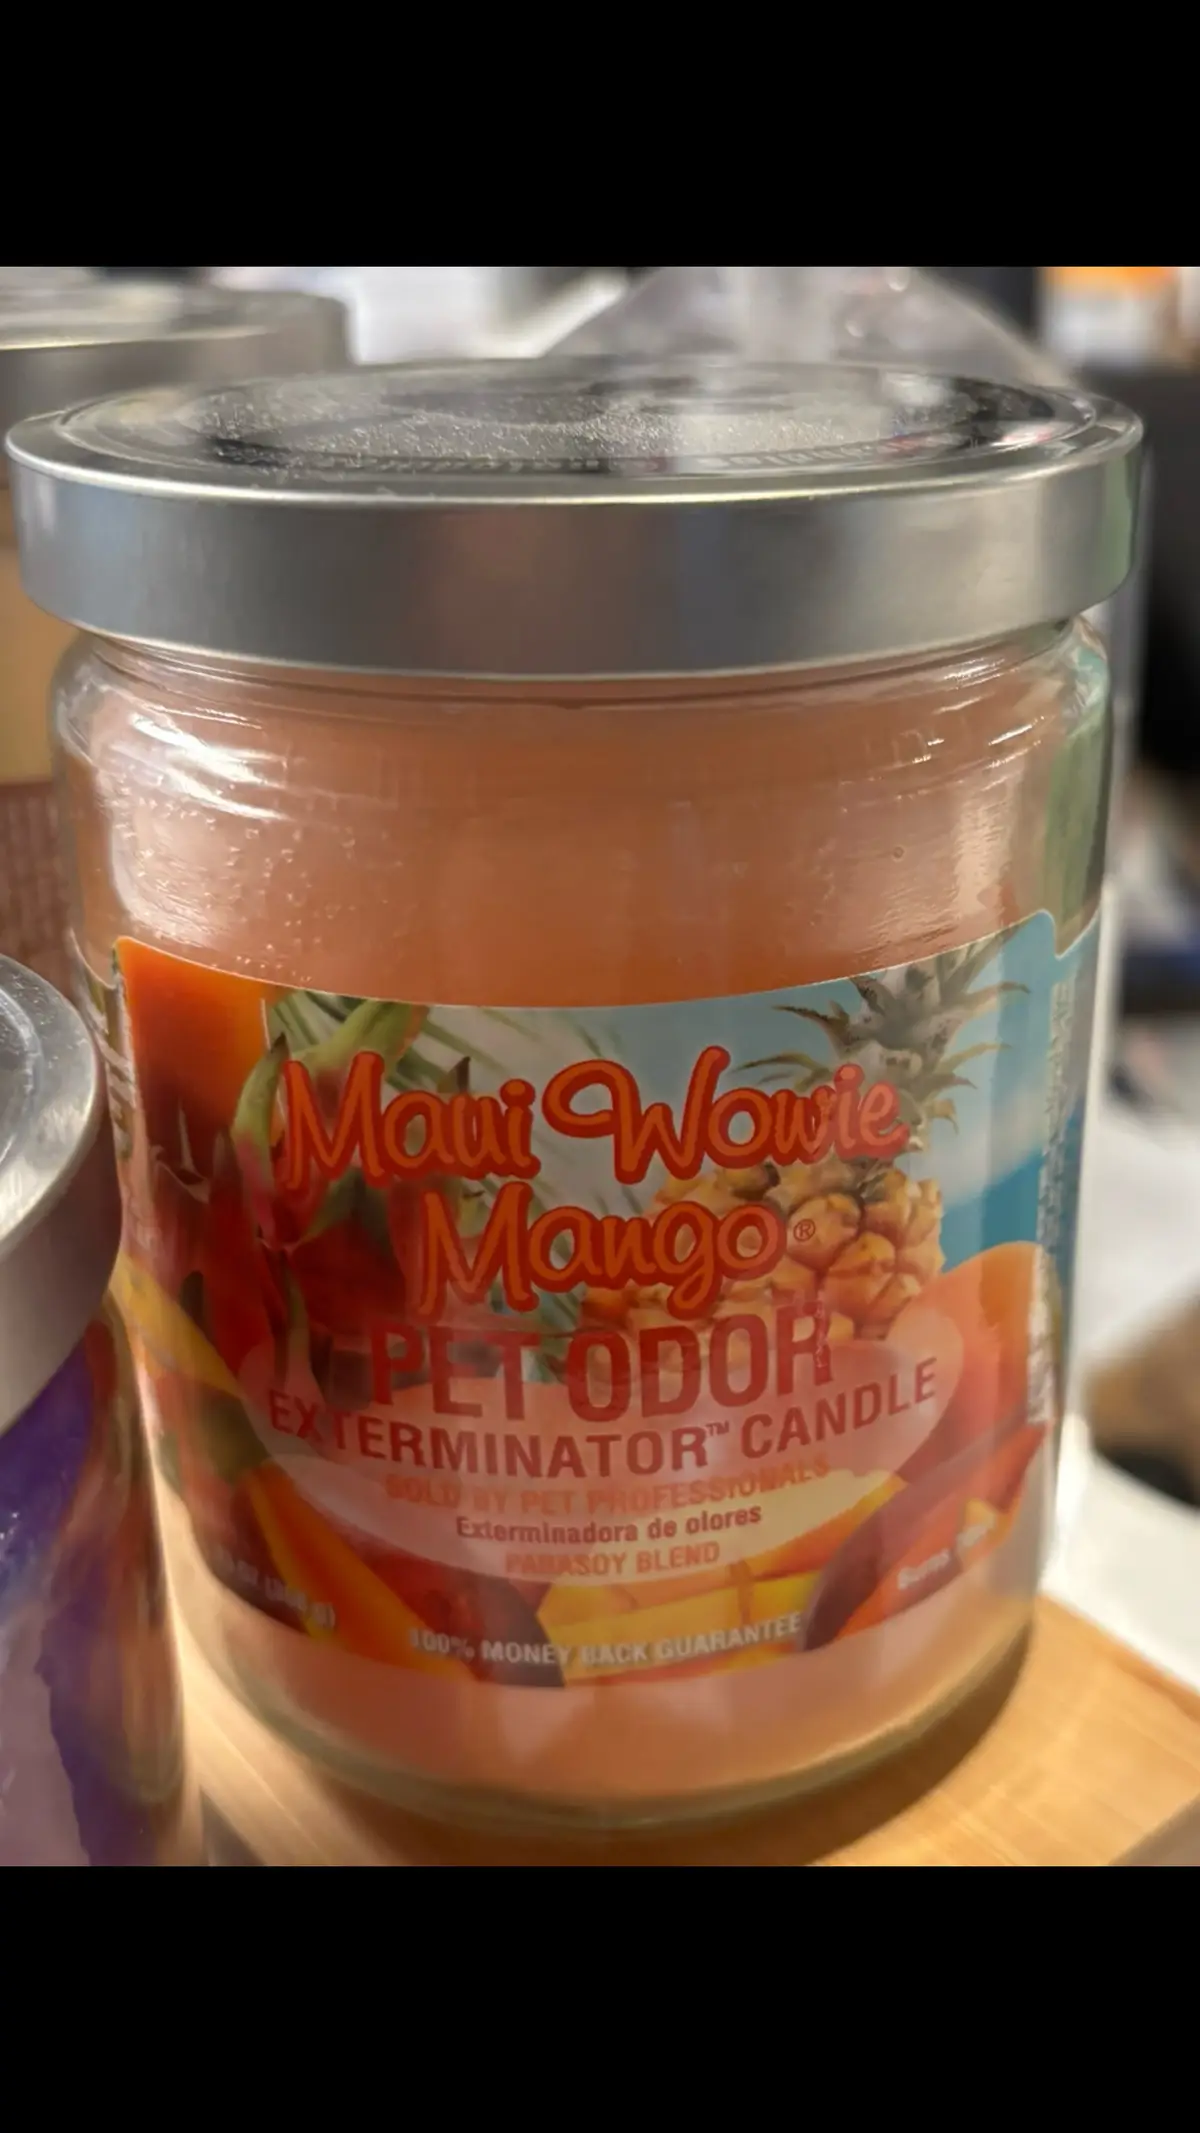 Maui Wowie
Mango®
PET ODOR
EXTERMINATOR™ CANDLE
SOLD BY PET PROFESSIONALS
Exterminadora de olores
PARASOY BLEND
100% MONEY BACK GUARANTEE
Burns